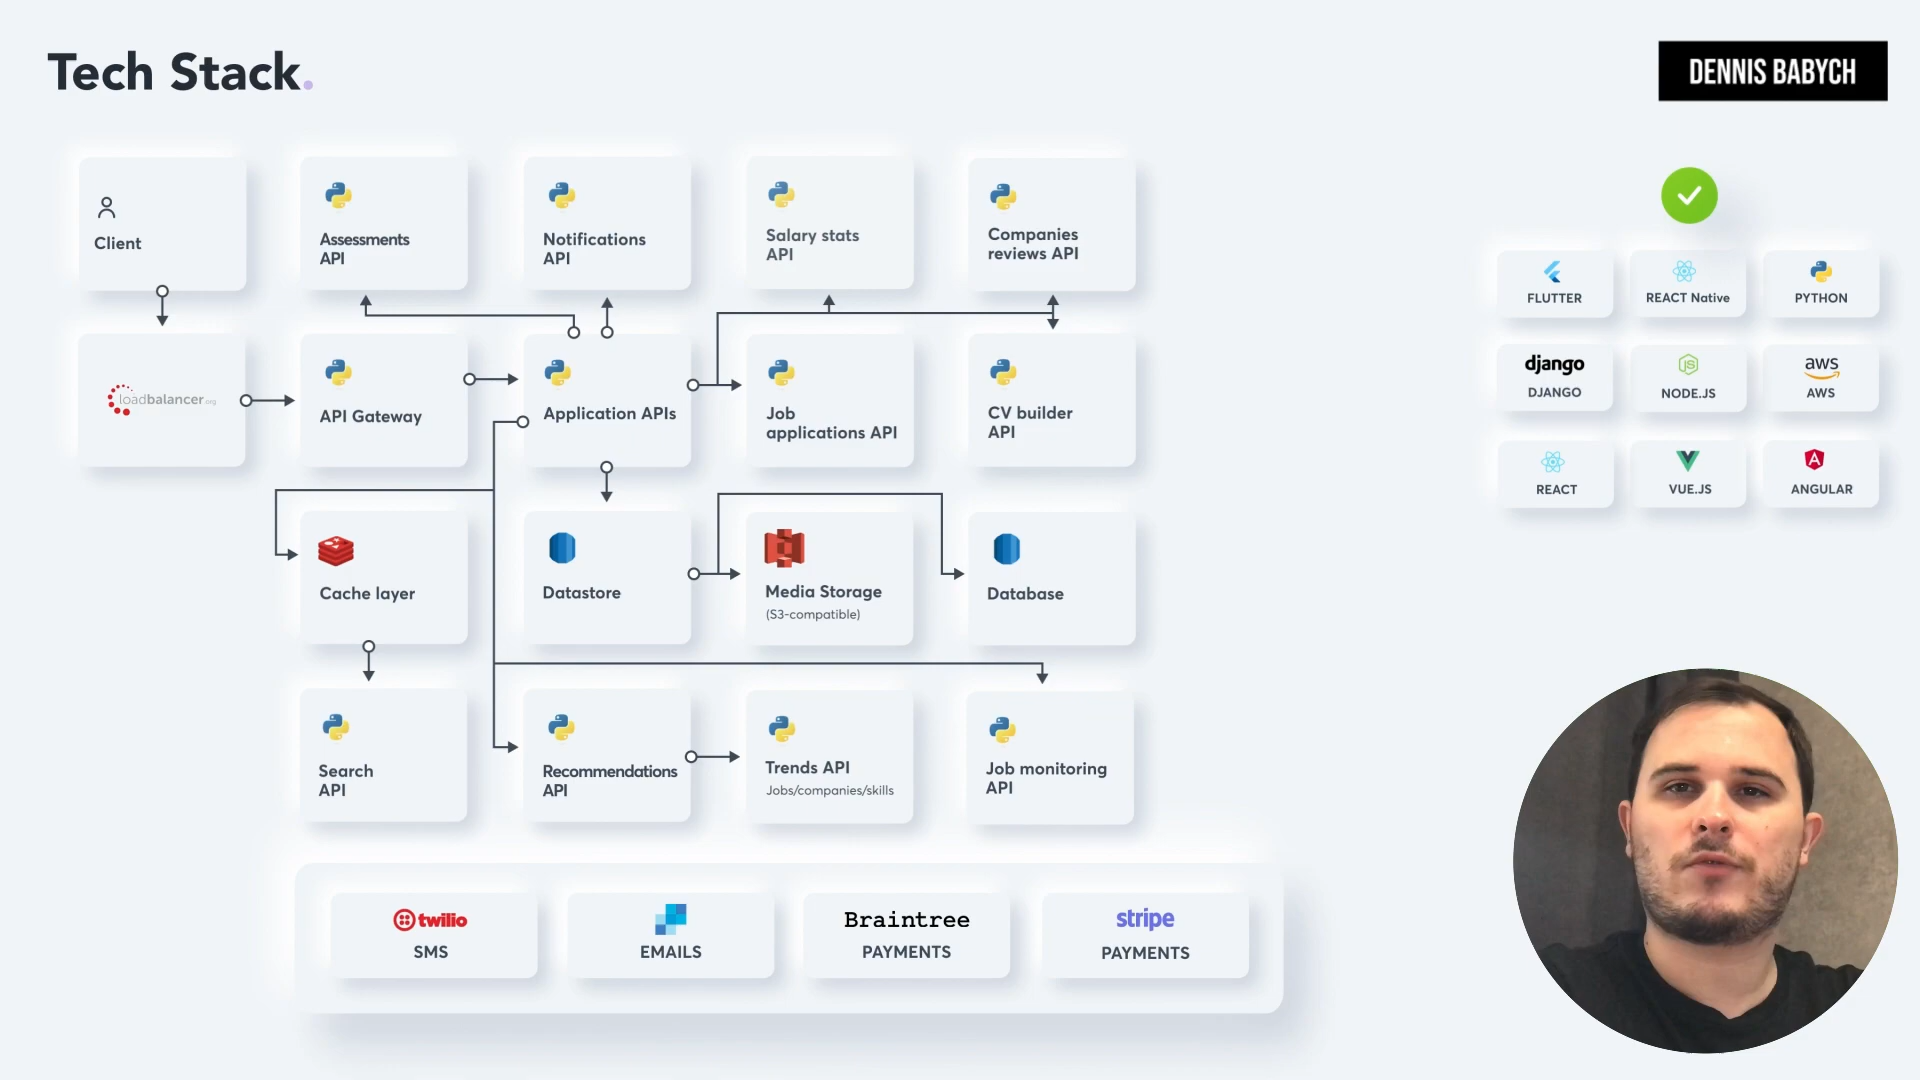 Tech Stack.
DENNIS BABYCH
Client
Assessments
API
Notifications
API
Salary stats
API
Companies
reviews API
loadbalancer.org
API Gateway
Application APIs
Job
applications API
CV builder
API
Cache layer
Datastore
Media Storage
(S3-compatible)
Database
Search
API
Recommendations
API
Trends API
Jobs/companies/skills
Job monitoring
API
twilio
SMS
EMAILS
Braintree
PAYMENTS
stripe
PAYMENTS
FLUTTER
REACT Native
PYTHON
django
DJANGO
JS
NODE.JS
aws
AWS
REACT
VUE.JS
A
ANGULAR